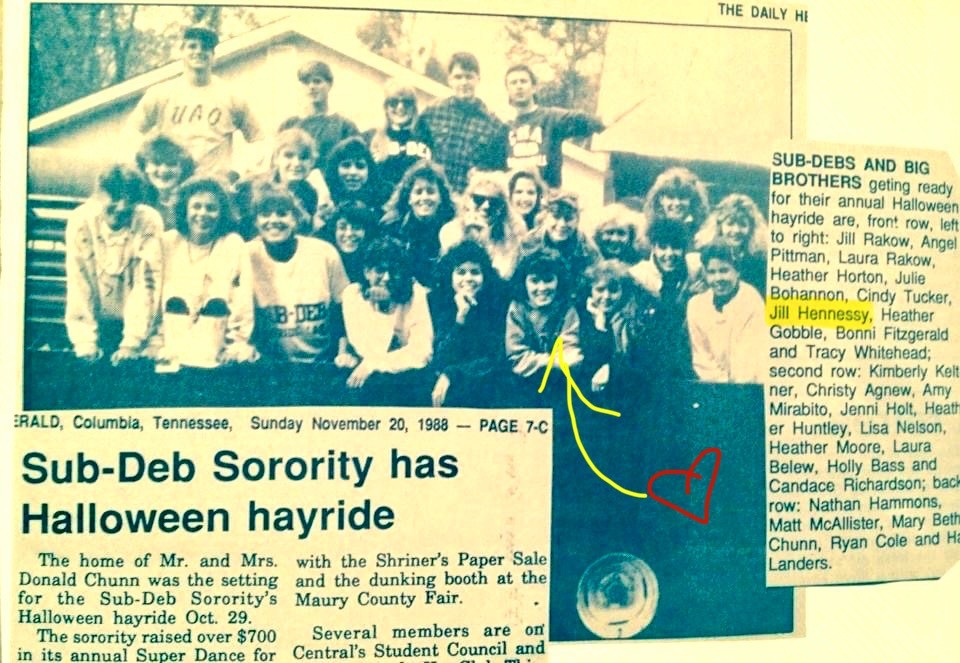 THE DAILY HE
UAO
SUB-DEB
SUB-DEBS AND BIG
BROTHERS geting ready
for their annual Halloween
hayride are, front row, left
to right: Jill Rakow, Angel
Pittman, Laura Rakow,
Heather Horton, Julie
Bohannon, Cindy Tucker,
Jill Hennessy, Heather
Gobble, Bonni Fitzgerald
and Tracy Whitehead;
second row: Kimberly Kelt
ner, Christy Agnew, Amy
Mirabito, Jenni Holt, Heath
er Huntley, Lisa Nelson,
Heather Moore, Laura
Belew, Holly Bass and
Candace Richardson; back
row: Nathan Hammons,
Matt McAllister, Mary Beth
Chunn, Ryan Cole and Ha
Landers.
ERALD, Columbia, Tennessee, Sunday November 20, 1988 — PAGE 7-C
Sub-Deb Sorority has
Halloween hayride
The home of Mr. and Mrs.
Donald Chunn was the setting
for the Sub-Deb Sorority's
Halloween hayride Oct. 29.
The sorority raised over $700
in its annual Super Dance for
with the Shriner's Paper Sale
and the dunking booth at the
Maury County Fair.
Several members are on
Central's Student Council and